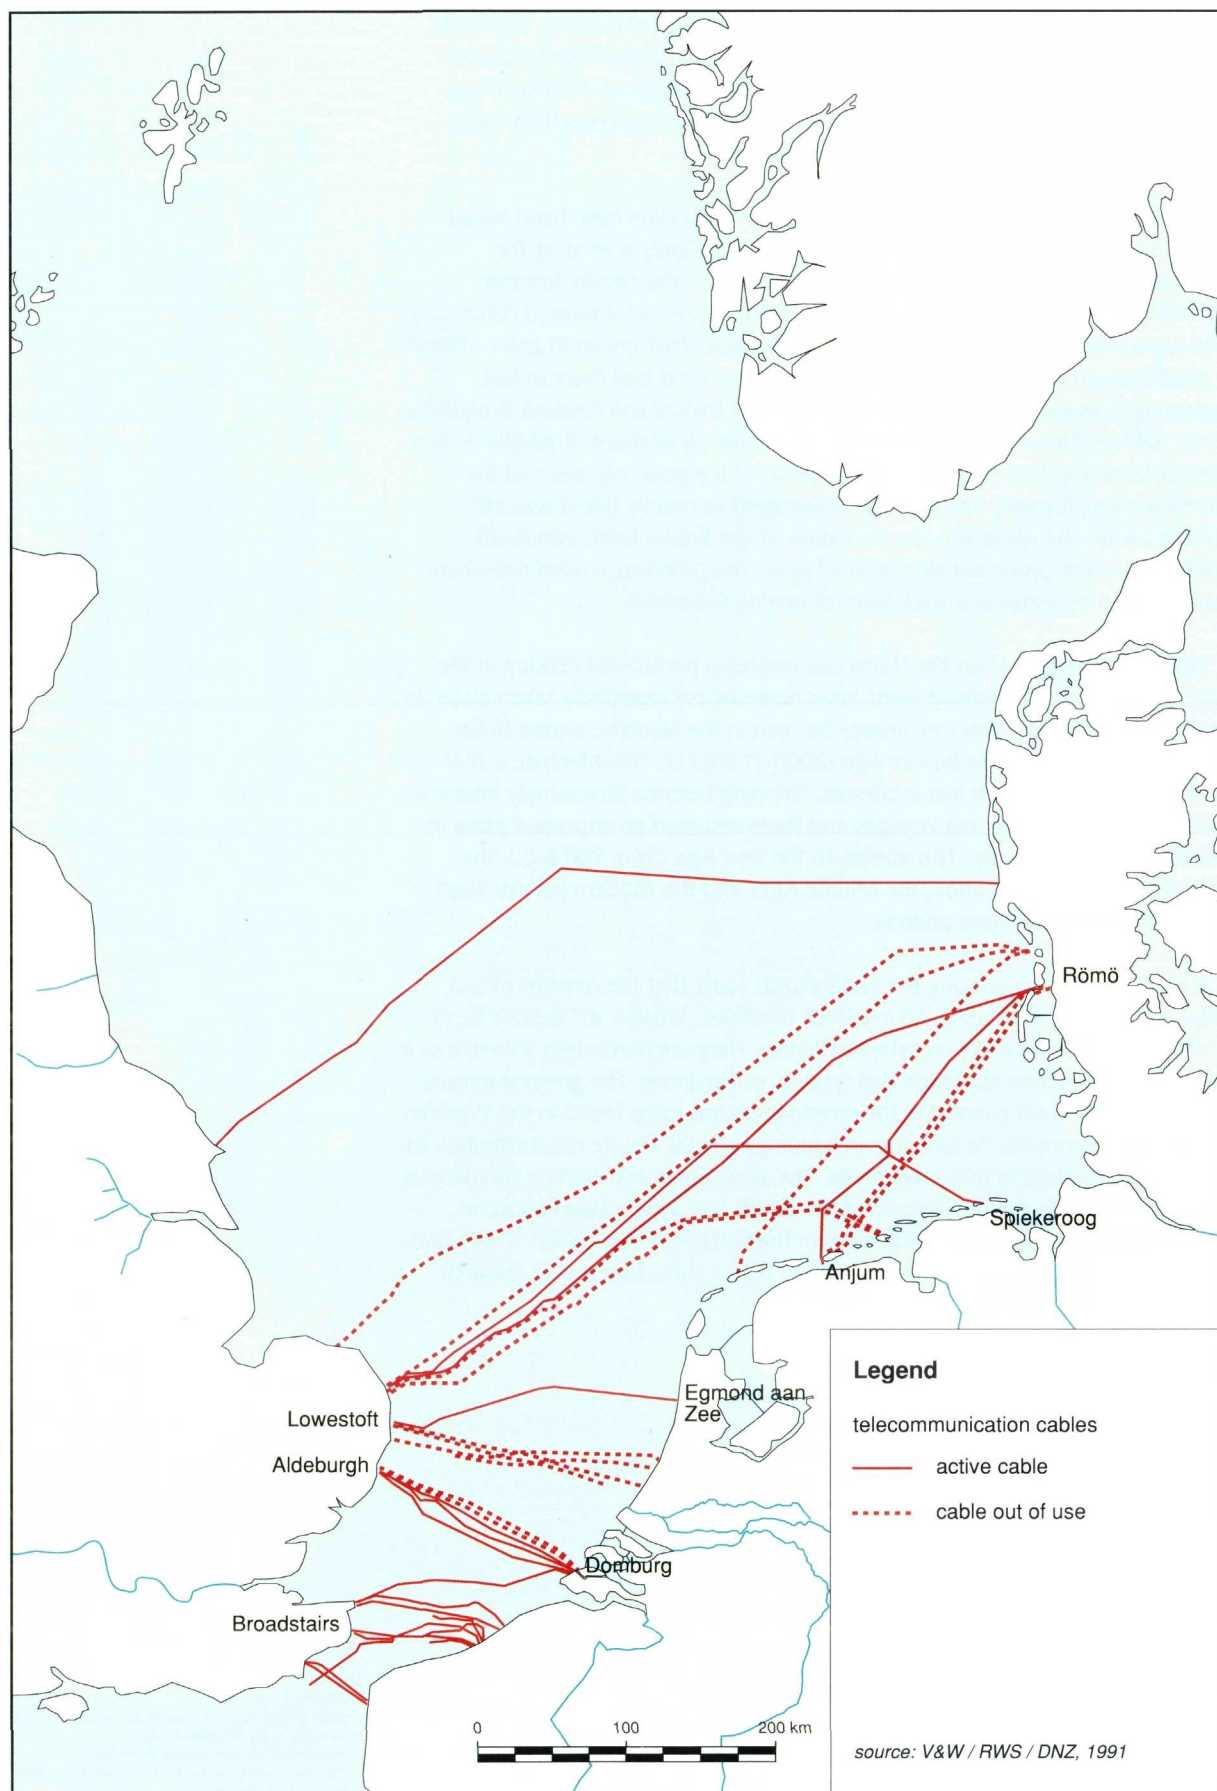 Römö
Spiekeroog
Anjum
Egmond aan
Zee
Lowestoft
Aldeburgh
Domburg
Broadstairs
Legend
telecommunication cables
active cable
cable out of use
0 100 200 km
source: V&W / RWS / DNZ, 1991